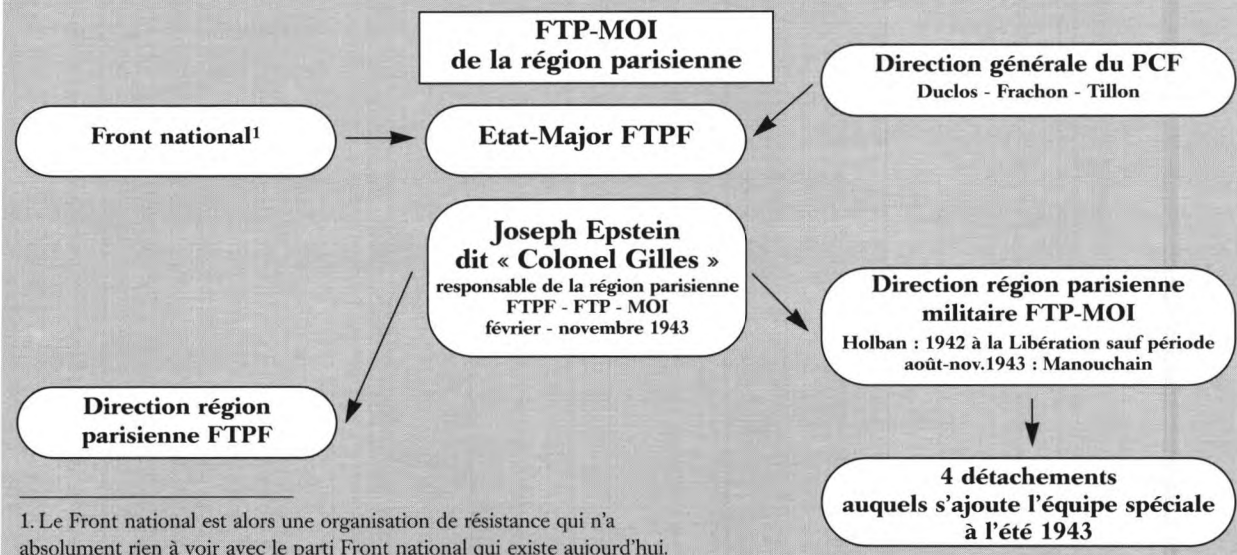 FTP-MOI
de la région parisienne
Direction générale du PCF
Duclos - Frachon - Tillon
Front national¹
Etat-Major FTPF
Joseph Epstein
dit « Colonel Gilles »
responsable de la région parisienne
FTPF - FTP - MOI
février - novembre 1943
Direction région parisienne
militaire FTP-MOI
Holban : 1942 à la Libération sauf période
août-nov.1943 : Manouchain
Direction région
parisienne FTPF
4 détachements
auquels s'ajoute l'équipe spéciale
à l'été 1943
1. Le Front national est alors une organisation de résistance qui n'a
absolument rien à voir avec le parti Front national qui existe aujourd'hui.